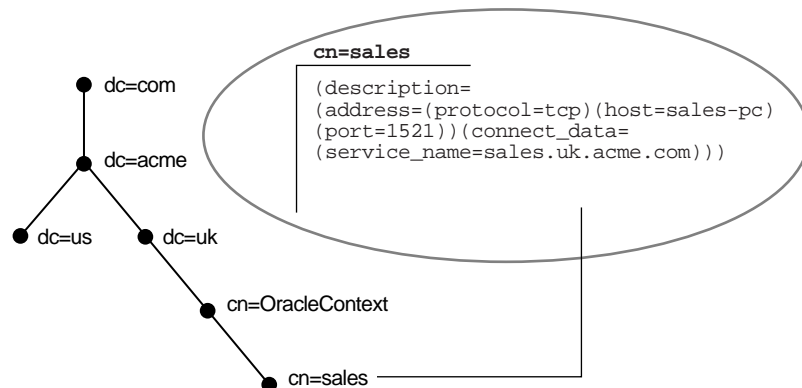 cn=sales
dc=com
(description=
(address=(protocol=tcp)(host=sales-pc)
(port=1521))(connect_data=
(service_name=sales.uk.acme.com)))
dc=acme
dc=us
dc=uk
cn=OracleContext
cn=sales